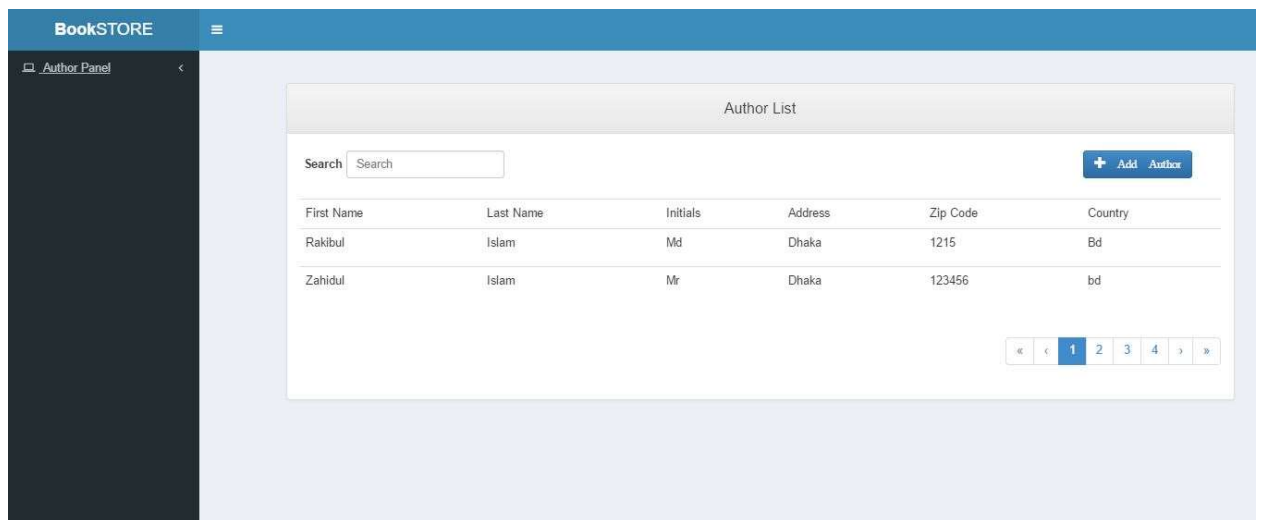 BookSTORE
Author Panel
Author List
Search Search
Add Author
First Name Last Name Initials Address Zip Code Country
Rakibul Islam Md Dhaka 1215 Bd
Zahidul Islam Mr Dhaka 123456 bd
« ‹ 1 2 3 4 › »